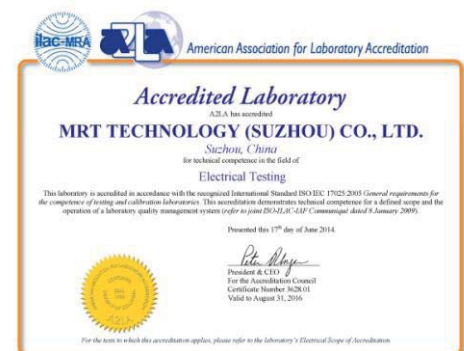 ilac-MRA
A2LA
American Association for Laboratory Accreditation
Accredited Laboratory
A2LA has accredited
MRT TECHNOLOGY (SUZHOU) CO., LTD.
Suzhou, China
for technical competence in the field of
Electrical Testing
This laboratory is accredited in accordance with the recognized International Standard ISO/IEC 17025:2005 General requirements for
the competence of testing and calibration laboratories. This accreditation demonstrates technical competence for a defined scope and the
operation of a laboratory quality management system (refer to joint ISO-ILAC-IAF Communiqué dated 8 January 2009).
Presented this 17th day of June 2014.
President & CEO
For the Accreditation Council
Certificate Number 3628.01
Valid to August 31, 2016
A2LA
For the tests to which this accreditation applies, please refer to the laboratory's Electrical Scope of Accreditation.